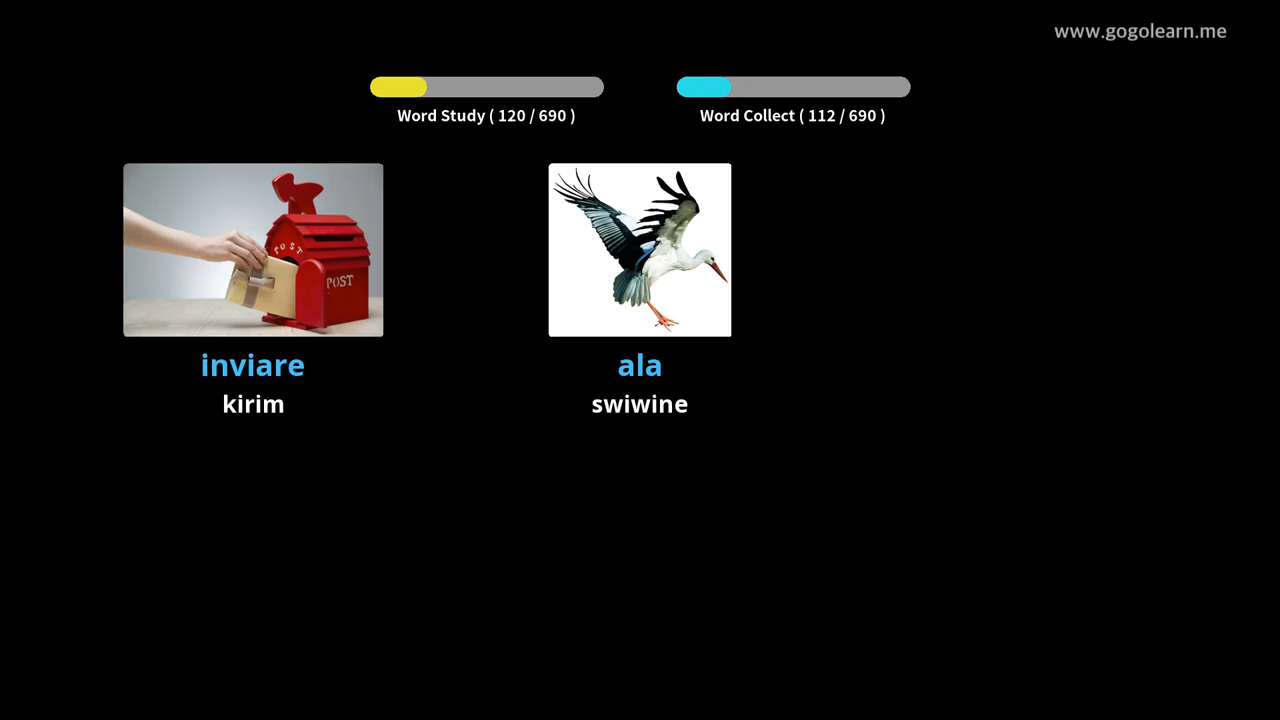 www.gogolearn.me
Word Study ( 120 / 690 )
Word Collect ( 112 / 690 )
POST
POST
inviare
ala
kirim
swiwine